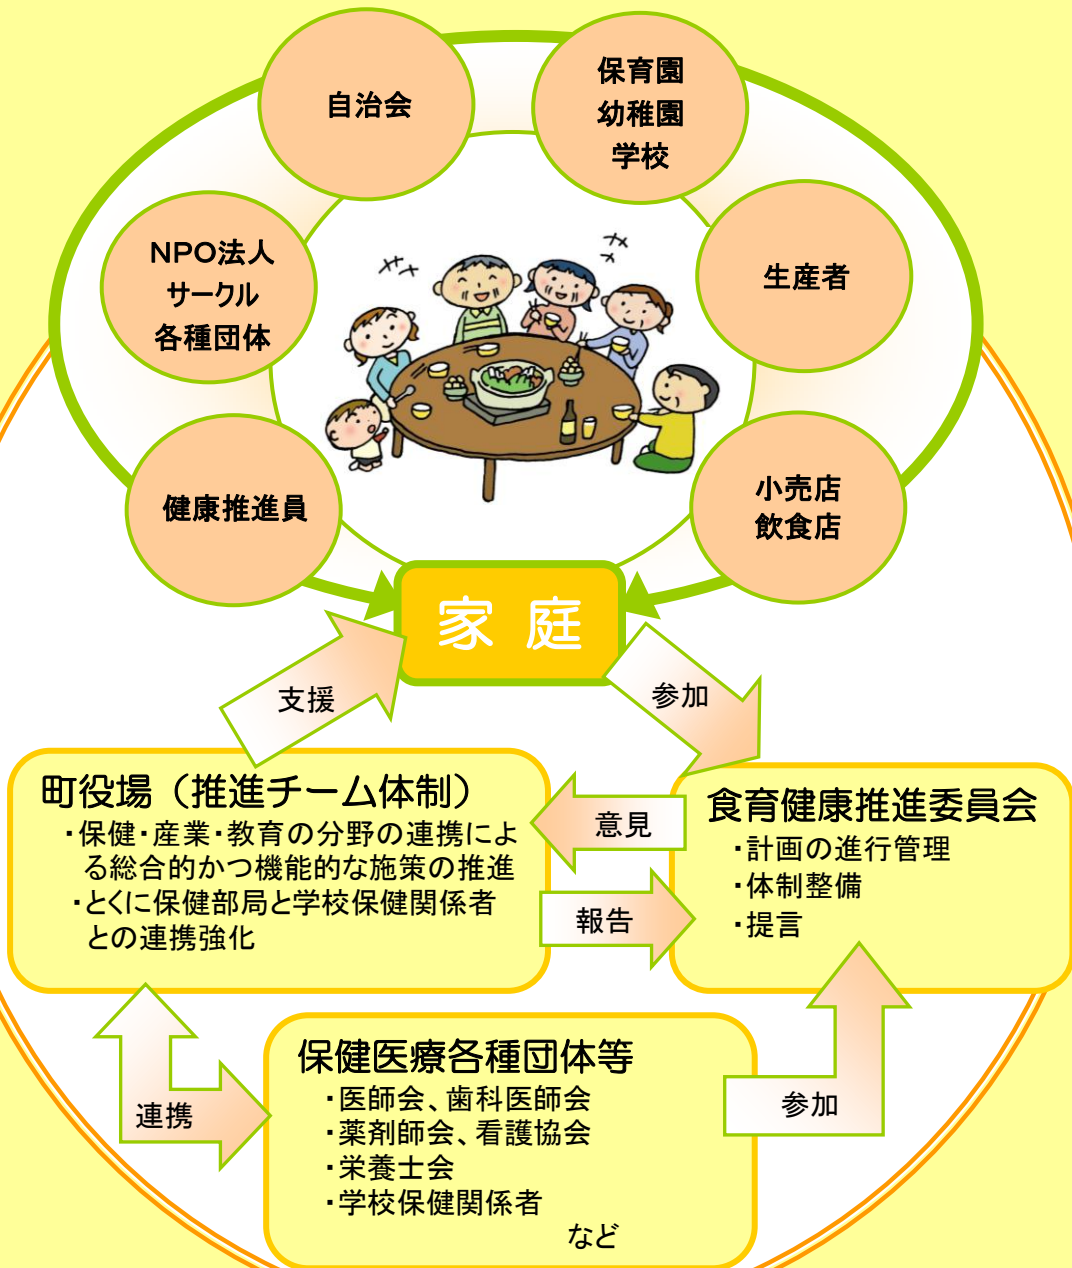 自治会
保育園
幼稚園
学校
NPO法人
サークル
各種団体
生産者
健康推進員
小売店
飲食店
家 庭
支援
参加
町役場（推進チーム体制）
・保健・産業・教育の分野の連携によ
る総合的かつ機能的な施策の推進
・とくに保健部局と学校保健関係者
との連携強化
意見
報告
食育健康推進委員会
・計画の進行管理
・体制整備
・提言
連携
保健医療各種団体等
・医師会、歯科医師会
・薬剤師会、看護協会
・栄養士会
・学校保健関係者
など
参加